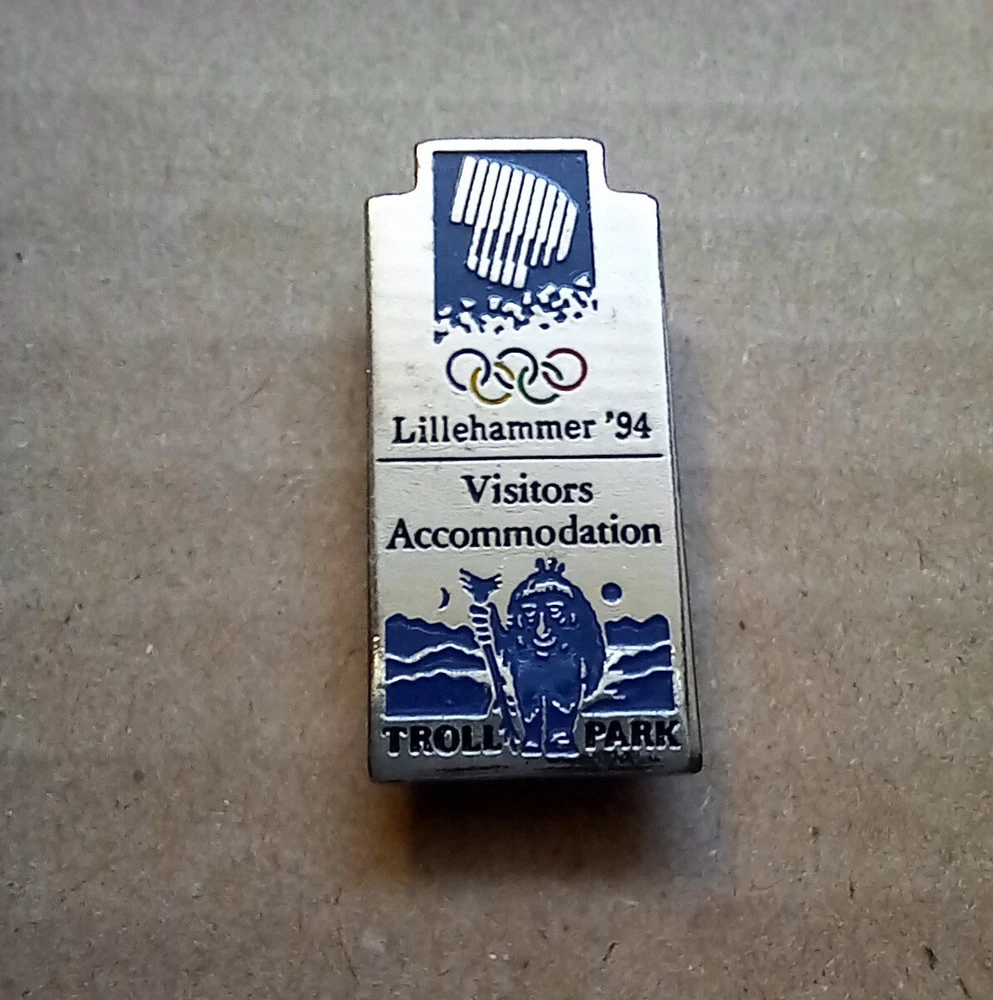 Lillehammer '94
Visitors
Accommodation
TROLL PARK